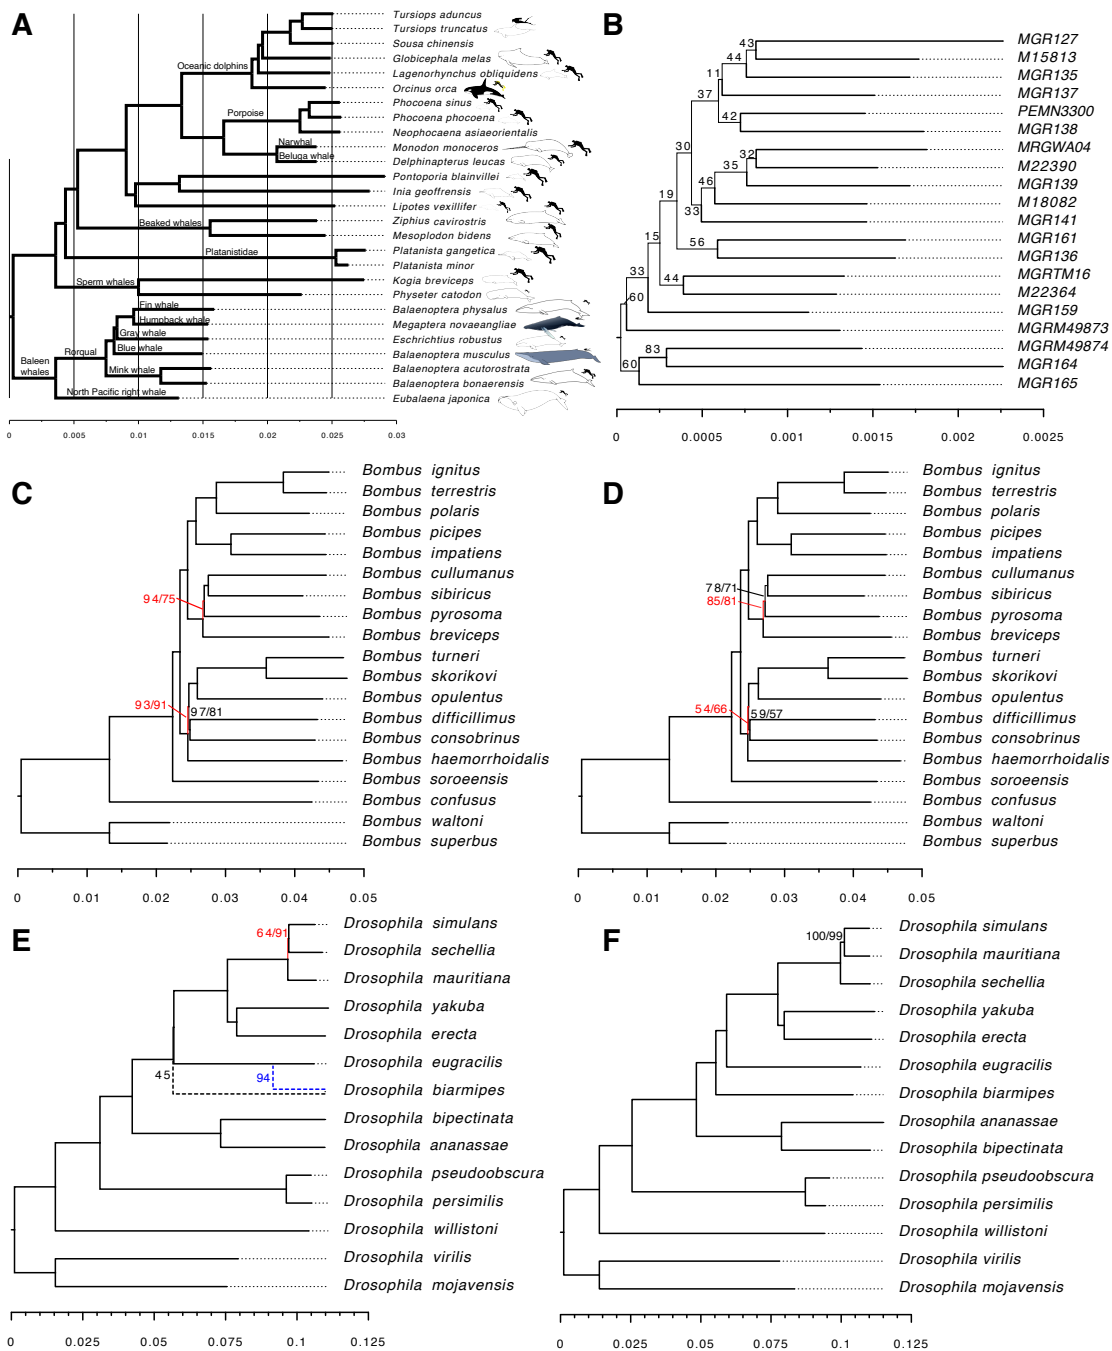 A
Tursiops aduncus
Tursiops truncatus
Sousa chinensis
Globicephala melas
Oceanic dolphins
Lagenorhynchus obliquidens
Orcinus orca
Phocoena sinus
Porpoise
Phocoena phocoena
Neophocaena asiaeorientalis
Narwhal
Monodon monoceros
Beluga whale
Delphinapterus leucas
Pontoporia blainvillei
Inia geoffrensis
Lipotes vexillifer
Beaked whales
Ziphius cavirostris
Mesoplodon bidens
Platanistidae
Platanista gangetica
Platanista minor
Sperm whales
Kogia breviceps
Physeter catodon
Fin whale
Balaenoptera physalus
Humpback whale
Megaptera novaeangliae
Gray whale
Eschrichtius robustus
Rorqual
Blue whale
Balaenoptera musculus
Baleen
whales
Mink whale
Balaenoptera acutorostrata
Balaenoptera bonaerensis
North Pacific right whale
Eubalaena japonica
0 0.005 0.01 0.015 0.02 0.025 0.03
B
MGR127
43
M15813
44
MGR135
11
MGR137
37
PEMN3300
42
MGR138
30
MRGWA04
32
M22390
35
MGR139
46
M18082
19
33
MGR141
15
MGR161
56
MGR136
33
MGRTM16
44
M22364
60
MGR159
MGRM49873
83
MGRM49874
60
MGR164
MGR165
0 0.0005 0.001 0.0015 0.002 0.0025
C
Bombus ignitus
Bombus terrestris
Bombus polaris
Bombus picipes
Bombus impatiens
Bombus cullumanus
94/75
Bombus sibiricus
Bombus pyrosoma
Bombus breviceps
Bombus turneri
Bombus skorikovi
Bombus opulentus
93/91
97/81
Bombus difficillimus
Bombus consobrinus
Bombus haemorrhoidalis
Bombus soroeensis
Bombus confusus
Bombus waltoni
Bombus superbus
0 0.01 0.02 0.03 0.04 0.05
D
Bombus ignitus
Bombus terrestris
Bombus polaris
Bombus picipes
Bombus impatiens
Bombus cullumanus
78/71
Bombus sibiricus
85/81
Bombus pyrosoma
Bombus breviceps
Bombus turneri
Bombus skorikovi
Bombus opulentus
54/66
59/57
Bombus difficillimus
Bombus consobrinus
Bombus haemorrhoidalis
Bombus soroeensis
Bombus confusus
Bombus waltoni
Bombus superbus
0 0.01 0.02 0.03 0.04 0.05
E
Drosophila simulans
64/91
Drosophila sechellia
Drosophila mauritiana
Drosophila yakuba
Drosophila erecta
Drosophila eugracilis
45
94
Drosophila biarmipes
Drosophila bipectinata
Drosophila ananassae
Drosophila pseudoobscura
Drosophila persimilis
Drosophila willistoni
Drosophila virilis
Drosophila mojavensis
0 0.025 0.05 0.075 0.1 0.125
F
Drosophila simulans
100/99
Drosophila mauritiana
Drosophila sechellia
Drosophila yakuba
Drosophila erecta
Drosophila eugracilis
Drosophila biarmipes
Drosophila ananassae
Drosophila bipectinata
Drosophila pseudoobscura
Drosophila persimilis
Drosophila willistoni
Drosophila virilis
Drosophila mojavensis
0 0.025 0.05 0.075 0.1 0.125